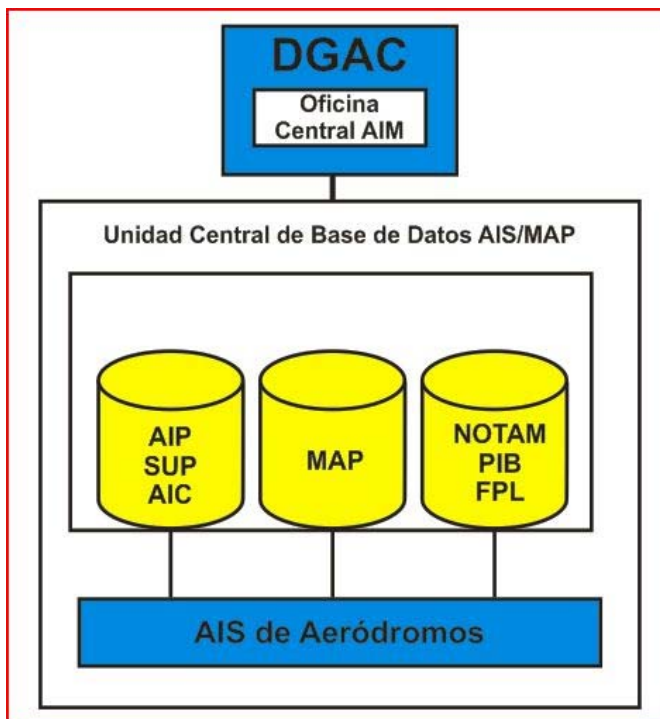 DGAC
Oficina
Central AIM
Unidad Central de Base de Datos AIS/MAP
AIP
SUP
AIC
MAP
NOTAM
PIB
FPL
AIS de Aeródromos